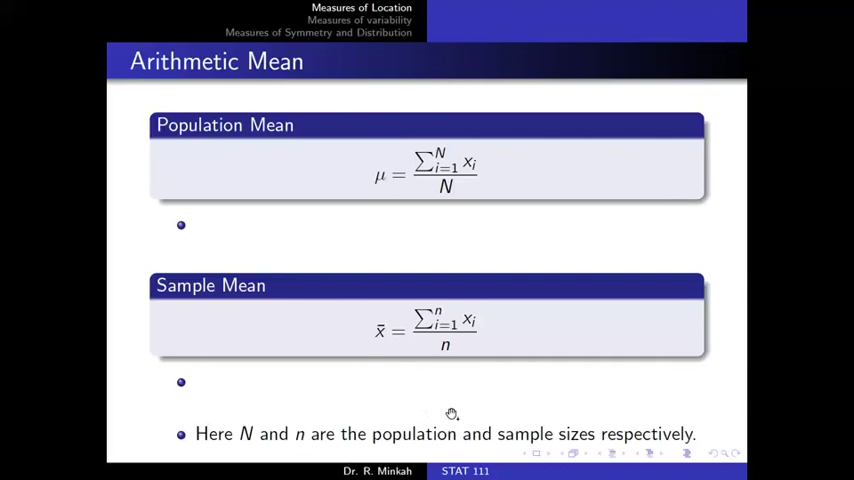 Measures of Location
Measures of variability
Measures of Symmetry and Distribution
Arithmetic Mean
Population Mean
μ = ∑_{i=1}^{N} x_i / N
Sample Mean
x̄ = ∑_{i=1}^{n} x_i / n
Here N and n are the population and sample sizes respectively.
Dr. R. Minkah STAT 111